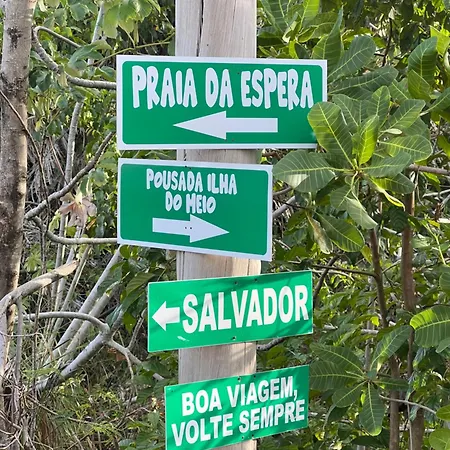 PRAIA DA ESPERA
POUSADA ILHA
DO MEIO
SALVADOR
BOA VIAGEM,
VOLTE SEMPRE